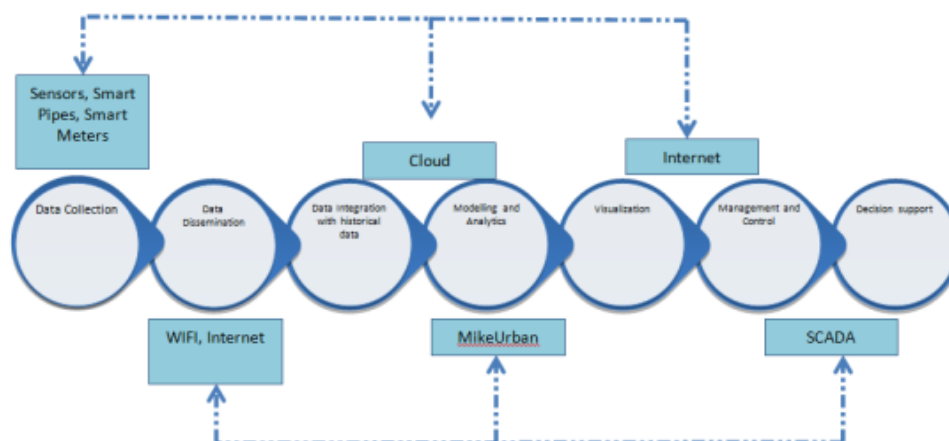 Sensors, Smart
Pipes, Smart
Meters
Cloud
Internet
Data Collection
Data
Dissemination
Data Integration
with historical
data
Modelling and
Analytics
Visualization
Management and
Control
Decision support
WIFI, Internet
MikeUrban
SCADA